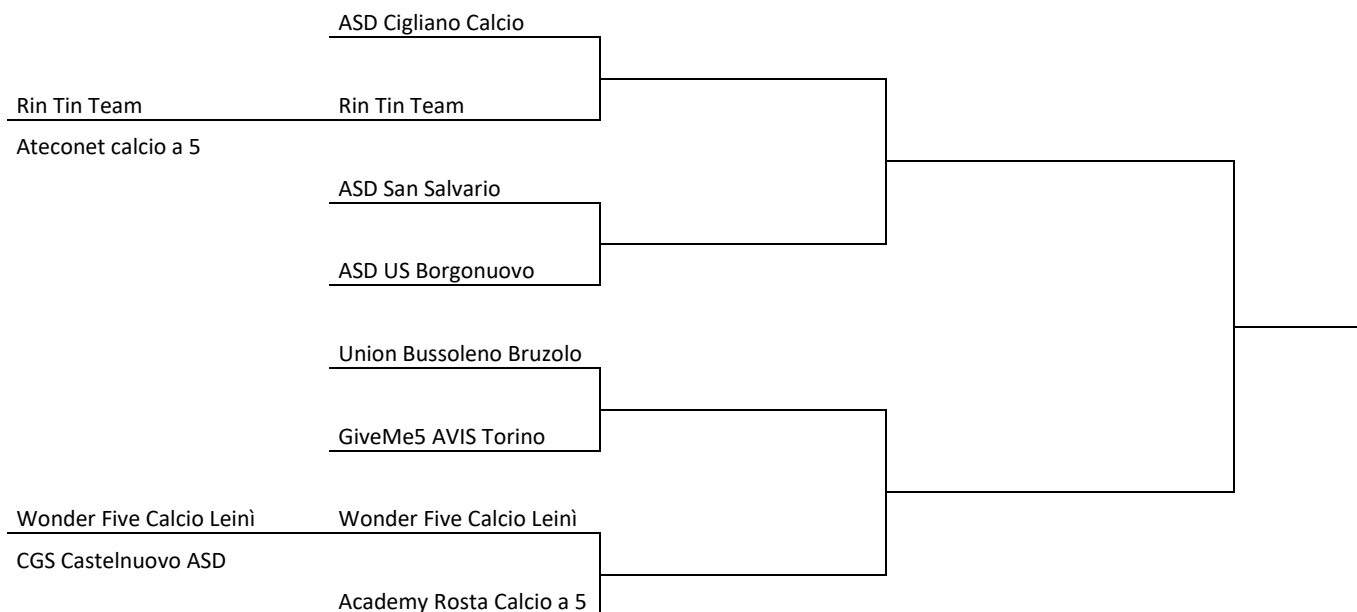 ASD Cigliano Calcio
Rin Tin Team
Rin Tin Team
Ateconet calcio a 5
ASD San Salvario
ASD US Borgonuovo
Union Bussoleno Bruzolo
GiveMe5 AVIS Torino
Wonder Five Calcio Leinì
Wonder Five Calcio Leinì
CGS Castelnuovo ASD
Academy Rosta Calcio a 5